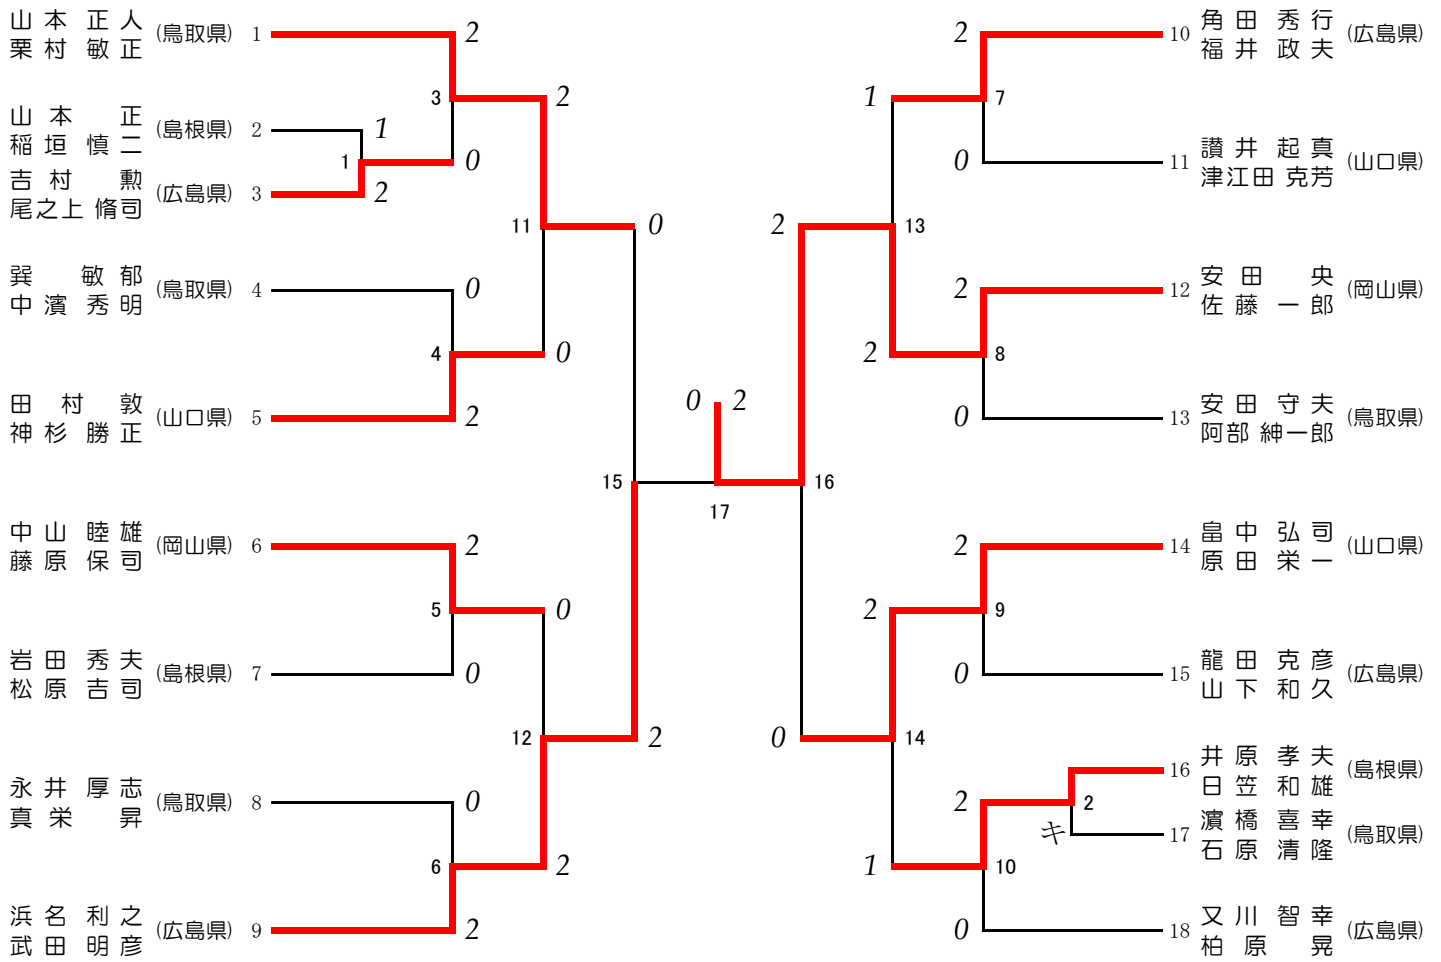 山本 正人
栗村 敏正
(鳥取県) 1
2
3
2
山本 正
稲垣 慎二
(島根県) 2
1
1
0
吉村 勲
尾之上 脩司
(広島県) 3
2
11
0
巽 敏郁
中濱 秀明
(鳥取県) 4
0
4
0
田村 敦
神杉 勝正
(山口県) 5
2
15
0 2
17
中山 睦雄
藤原 保司
(岡山県) 6
2
5
0
岩田 秀夫
松原 吉司
(島根県) 7
0
12
2
永井 厚志
真栄 昇
(鳥取県) 8
0
6
2
浜名 利之
武田 明彦
(広島県) 9
2
2
10
角田 秀行
福井 政夫
(広島県)
1
7
0
11
讃井 起真
津江田 克芳
(山口県)
2
13
2
12
安田 央
佐藤 一郎
(岡山県)
2
8
0
13
安田 守夫
阿部 紳一郎
(鳥取県)
16
2
14
畠中 弘司
原田 栄一
(山口県)
2
9
0
15
龍田 克彦
山下 和久
(広島県)
0
14
16
井原 孝夫
日笠 和雄
(島根県)
2
2
キ
17
濵橋 喜幸
石原 清隆
(鳥取県)
1
10
0
18
又川 智幸
柏原 晃
(広島県)